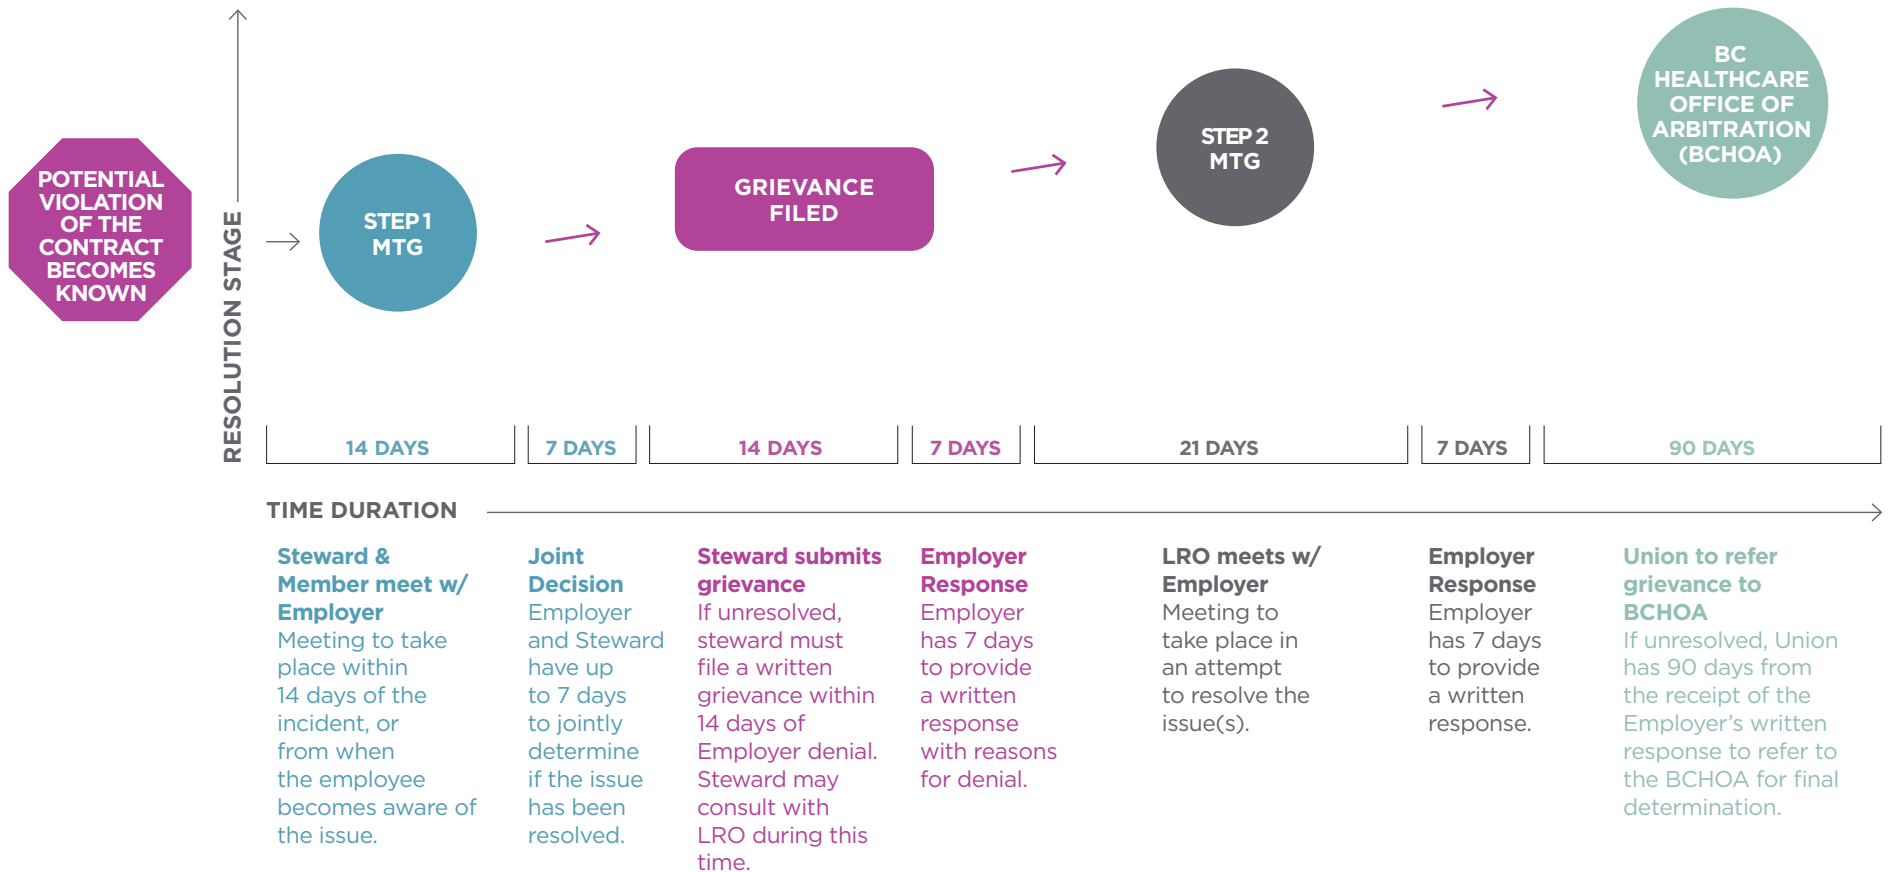 POTENTIAL
VIOLATION
OF THE
CONTRACT
BECOMES
KNOWN
RESOLUTION STAGE
STEP 1
MTG
GRIEVANCE
FILED
STEP 2
MTG
BC
HEALTHCARE
OFFICE OF
ARBITRATION
(BCHOA)
14 DAYS
7 DAYS
14 DAYS
7 DAYS
21 DAYS
7 DAYS
90 DAYS
TIME DURATION
Steward &
Member meet w/
Employer
Meeting to take
place within
14 days of the
incident, or
from when
the employee
becomes aware of
the issue.
Joint
Decision
Employer
and Steward
have up
to 7 days
to jointly
determine
if the issue
has been
resolved.
Steward submits
grievance
If unresolved,
steward must
file a written
grievance within
14 days of
Employer denial.
Steward may
consult with
LRO during this
time.
Employer
Response
Employer
has 7 days
to provide
a written
response
with reasons
for denial.
LRO meets w/
Employer
Meeting to
take place in
an attempt
to resolve the
issue(s).
Employer
Response
Employer
has 7 days
to provide
a written
response.
Union to refer
grievance to
BCHOA
If unresolved, Union
has 90 days from
the receipt of the
Employer’s written
response to refer to
the BCHOA for final
determination.